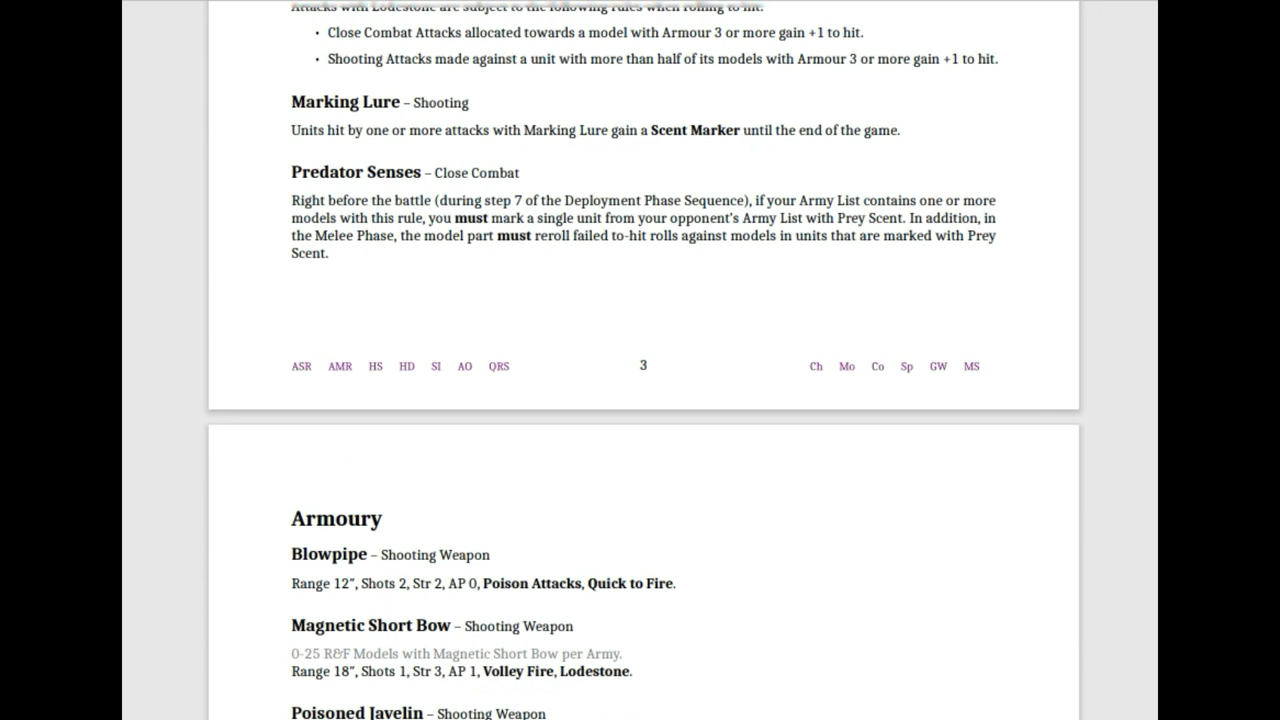 Attacks with Lodestone are subject to the following rules when rolling to hit:
• Close Combat Attacks allocated towards a model with Armour 3 or more gain +1 to hit.
• Shooting Attacks made against a unit with more than half of its models with Armour 3 or more gain +1 to hit.
Marking Lure – Shooting
Units hit by one or more attacks with Marking Lure gain a Scent Marker until the end of the game.
Predator Senses – Close Combat
Right before the battle (during step 7 of the Deployment Phase Sequence), if your Army List contains one or more
models with this rule, you must mark a single unit from your opponent's Army List with Prey Scent. In addition, in
the Melee Phase, the model part must reroll failed to-hit rolls against models in units that are marked with Prey
Scent.
ASR AMR HS HD SI AO QRS 3 Ch Mo Co Sp GW MS
Armoury
Blowpipe – Shooting Weapon
Range 12″, Shots 2, Str 2, AP 0, Poison Attacks, Quick to Fire.
Magnetic Short Bow – Shooting Weapon
0-25 R&F Models with Magnetic Short Bow per Army.
Range 18″, Shots 1, Str 3, AP 1, Volley Fire, Lodestone.
Poisoned Javelin – Shooting Weapon